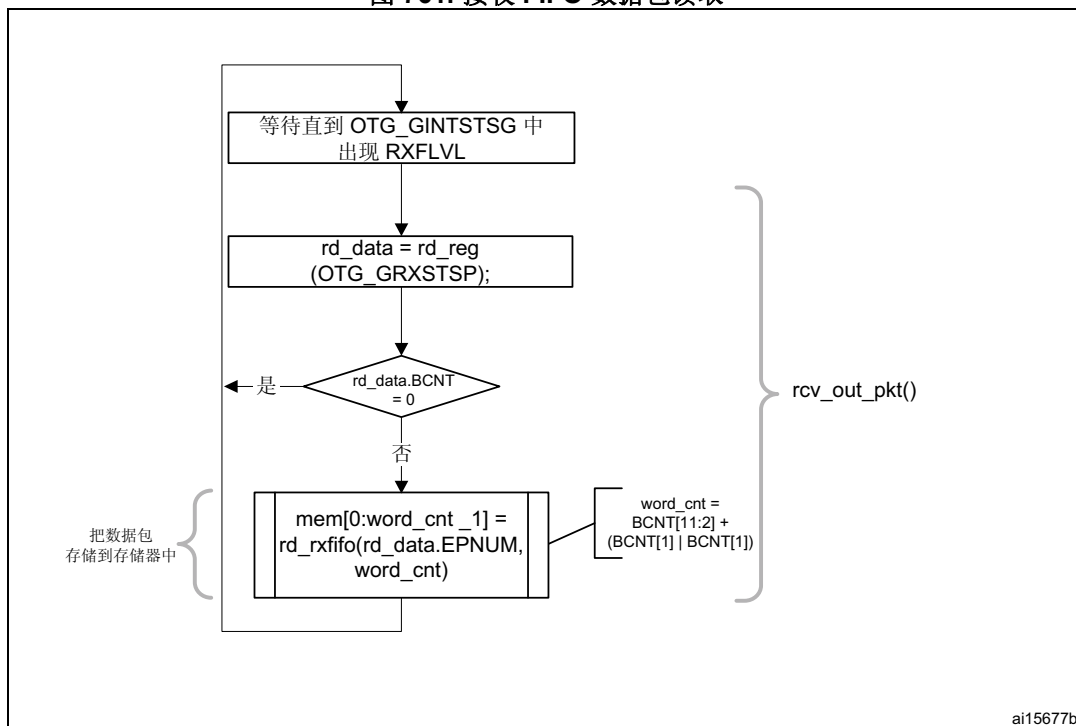 等待直到 OTG_GINTSTSG 中
出现 RXFLVL
rd_data = rd_reg
(OTG_GRXSTSP);
rd_data.BCNT
= 0
是
否
rcv_out_pkt()
把数据包
存储到存储器中
mem[0:word_cnt _1] =
rd_rxfifo(rd_data.EPNUM,
word_cnt)
word_cnt =
BCNT[11:2] +
(BCNT[1] | BCNT[1])
ai15677b